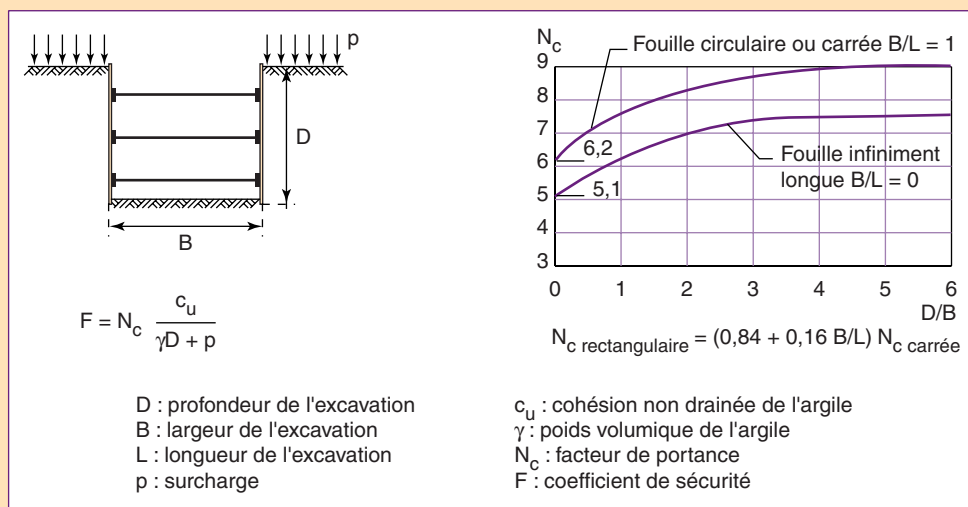 p
D
B
F = N_c c_u / γD + p
N_c
9
8
7
6
5
4
3
Fouille circulaire ou carrée B/L = 1
6,2
5,1
Fouille infiniment
longue B/L = 0
0 1 2 3 4 5 6
D/B
N_c rectangulaire = (0,84 + 0,16 B/L) N_c carrée
D : profondeur de l'excavation
B : largeur de l'excavation
L : longueur de l'excavation
p : surcharge
c_u : cohésion non drainée de l'argile
γ : poids volumique de l'argile
N_c : facteur de portance
F : coefficient de sécurité